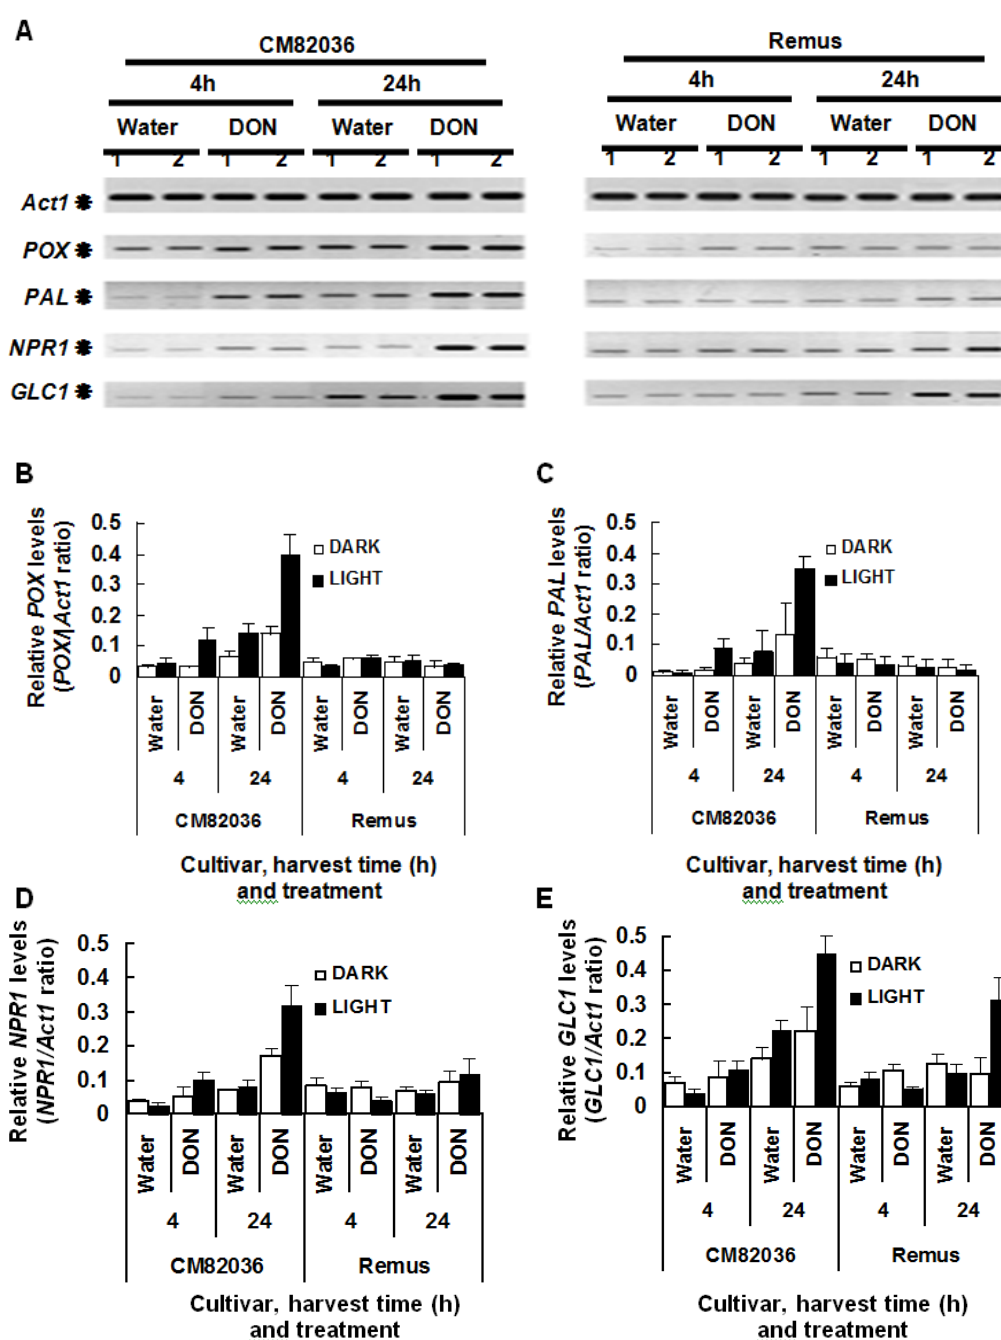 A
CM82036 Remus
4h 24h 4h 24h
Water DON Water DON Water DON Water DON
1 2 1 2 1 2 1 2 1 2 1 2 1 2 1 2
Act1 *
POX *
PAL *
NPR1 *
GLC1 *
B
Relative POX levels
(POX/Act1 ratio)
0.5
0.4
0.3
0.2
0.1
0
DARK
LIGHT
Water DON Water DON Water DON Water DON
4 24 4 24
CM82036 Remus
Cultivar, harvest time (h)
and treatment
C
Relative PAL levels
(PAL/Act1 ratio)
0.5
0.4
0.3
0.2
0.1
0
DARK
LIGHT
Water DON Water DON Water DON Water DON
4 24 4 24
CM82036 Remus
Cultivar, harvest time (h)
and treatment
D
Relative NPR1 levels
(NPR1/Act1 ratio)
0.5
0.4
0.3
0.2
0.1
0
DARK
LIGHT
Water DON Water DON Water DON Water DON
4 24 4 24
CM82036 Remus
Cultivar, harvest time (h)
and treatment
E
Relative GLC1 levels
(GLC1/Act1 ratio)
0.5
0.4
0.3
0.2
0.1
0
DARK
LIGHT
Water DON Water DON Water DON Water DON
4 24 4 24
CM82036 Remus
Cultivar, harvest time (h)
and treatment